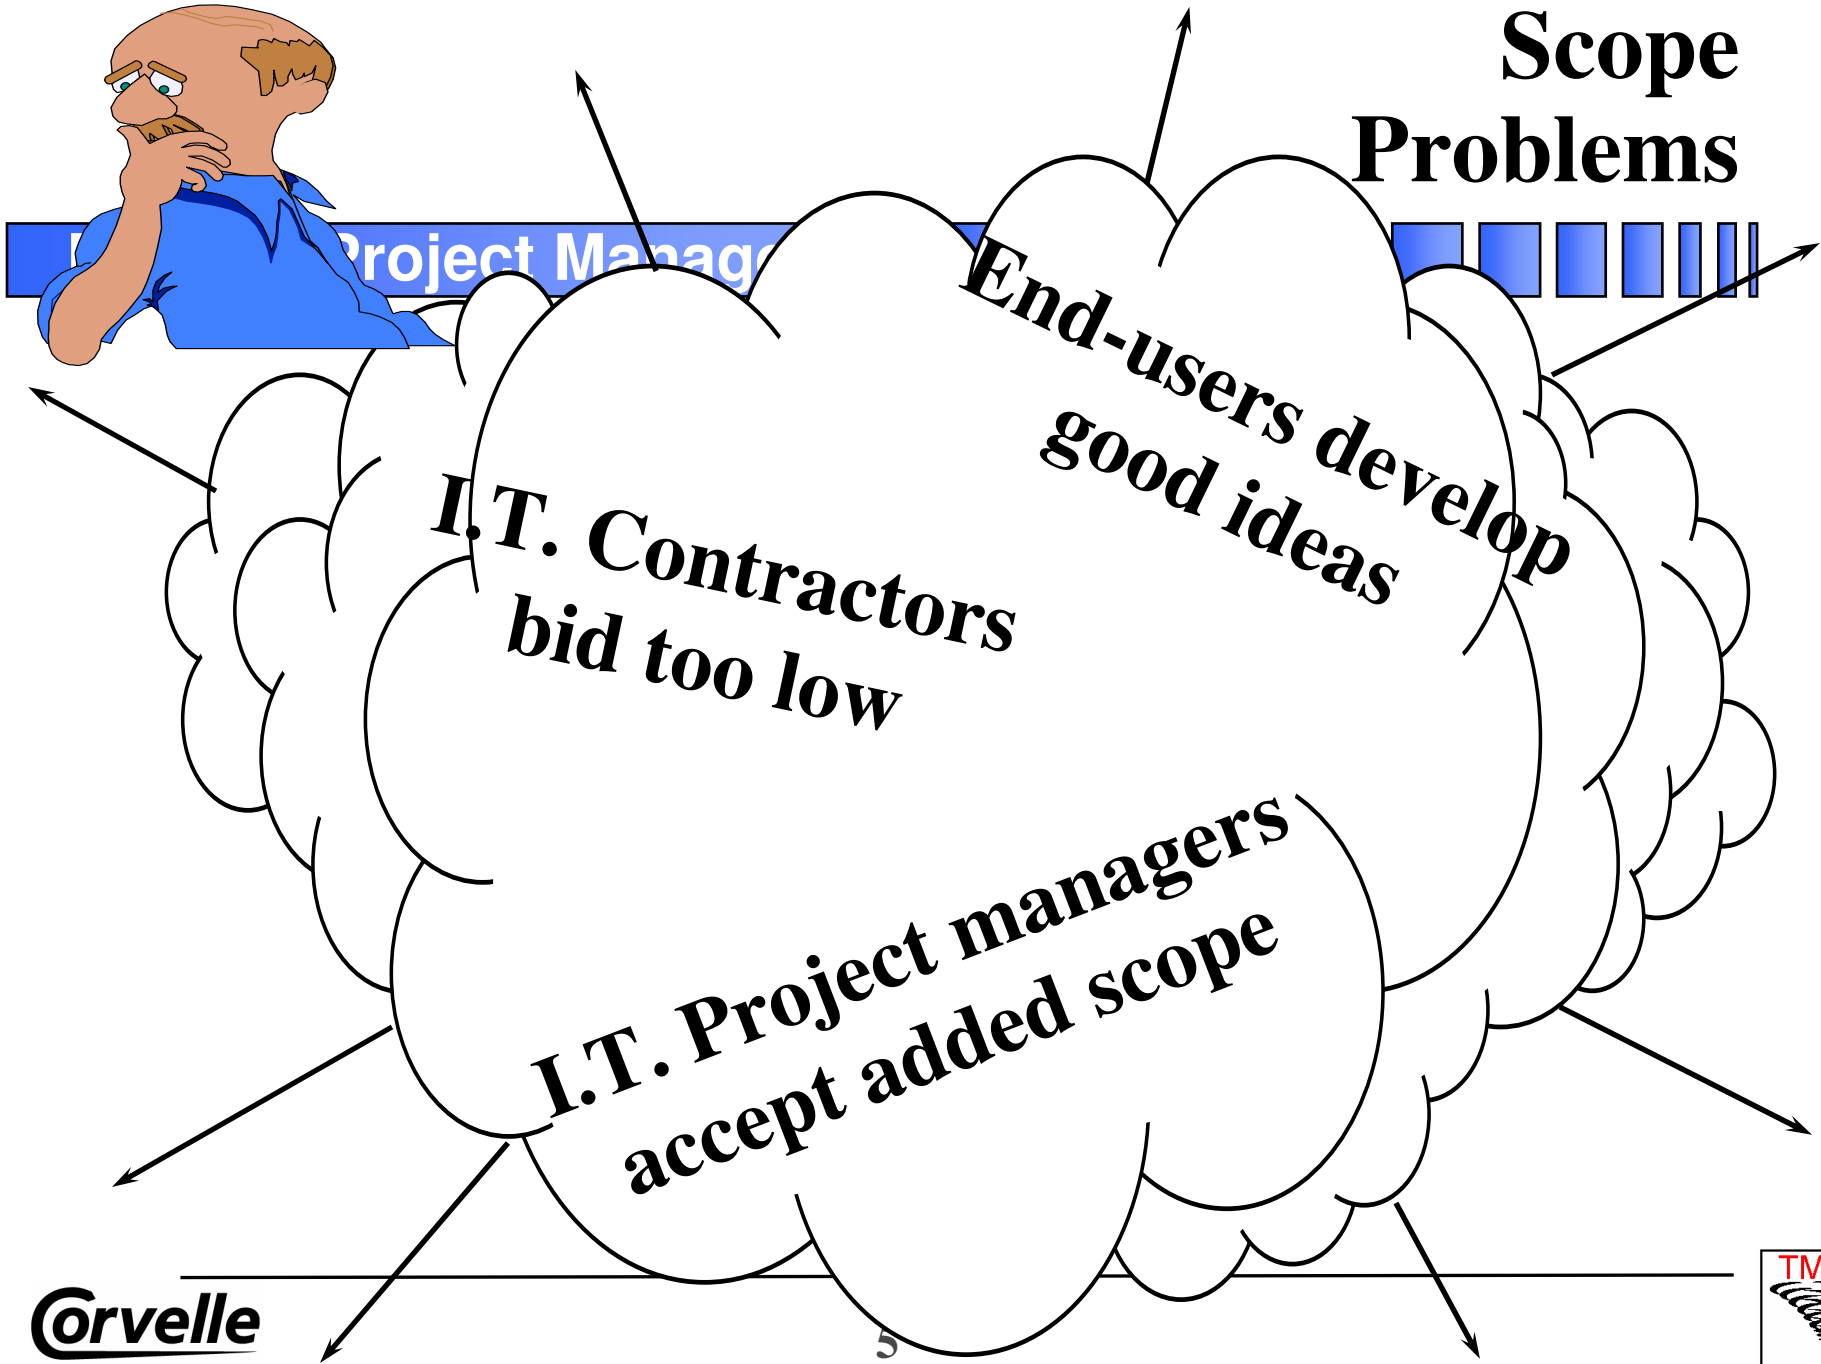 Scope
Problems
Project Manag
End-users develop
good ideas
I.T. Contractors
bid too low
I.T. Project managers
accept added scope
Corvelle
5
TM